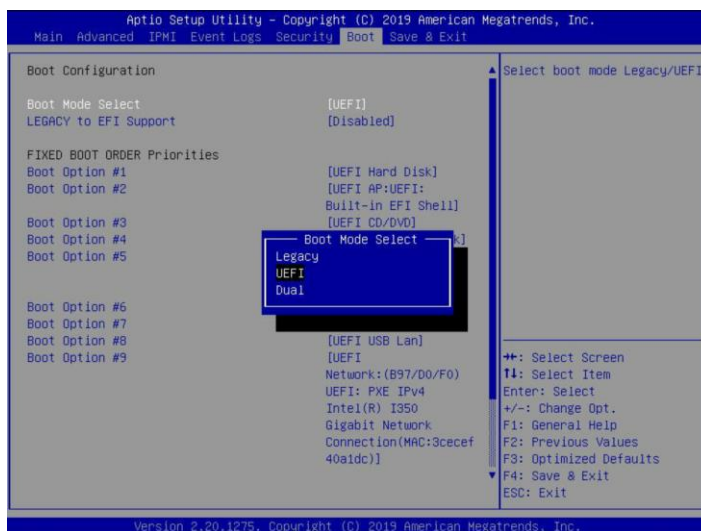 Aptio Setup Utility – Copyright (C) 2019 American Megatrends, Inc.
Main Advanced IPMI Event Logs Security Boot Save & Exit
Boot Configuration
Boot Mode Select [UEFI]
LEGACY to EFI Support [Disabled]
FIXED BOOT ORDER Priorities
Boot Option #1 [UEFI Hard Disk]
Boot Option #2 [UEFI AP:UEFI:
Built-in EFI Shell]
Boot Option #3 [UEFI CD/DVD]
Boot Option #4 k]
Boot Option #5
Boot Option #6
Boot Option #7
Boot Option #8 [UEFI USB Lan]
Boot Option #9 [UEFI
Network:(B97/D0/F0)
UEFI: PXE IPv4
Intel(R) I350
Gigabit Network
Connection(MAC:3cecef
40a1dc)]
Boot Mode Select
Legacy
UEFI
Dual
Select boot mode Legacy/UEFI
→←: Select Screen
↑↓: Select Item
Enter: Select
+/-: Change Opt.
F1: General Help
F2: Previous Values
F3: Optimized Defaults
F4: Save & Exit
ESC: Exit
Version 2.20.1275. Copyright (C) 2019 American Megatrends, Inc.